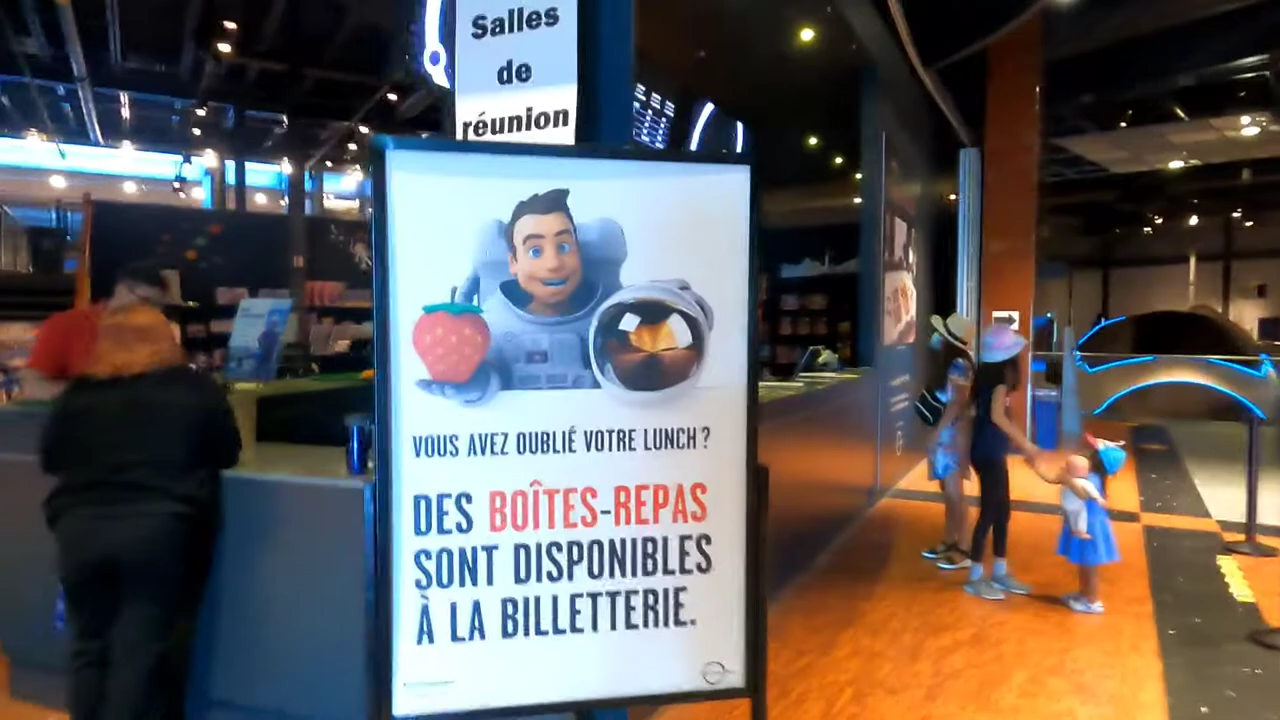 Salles
de
réunion
VOUS AVEZ OUBLIÉ VOTRE LUNCH ?
DES BOÎTES-REPAS
SONT DISPONIBLES
À LA BILLETTERIE.